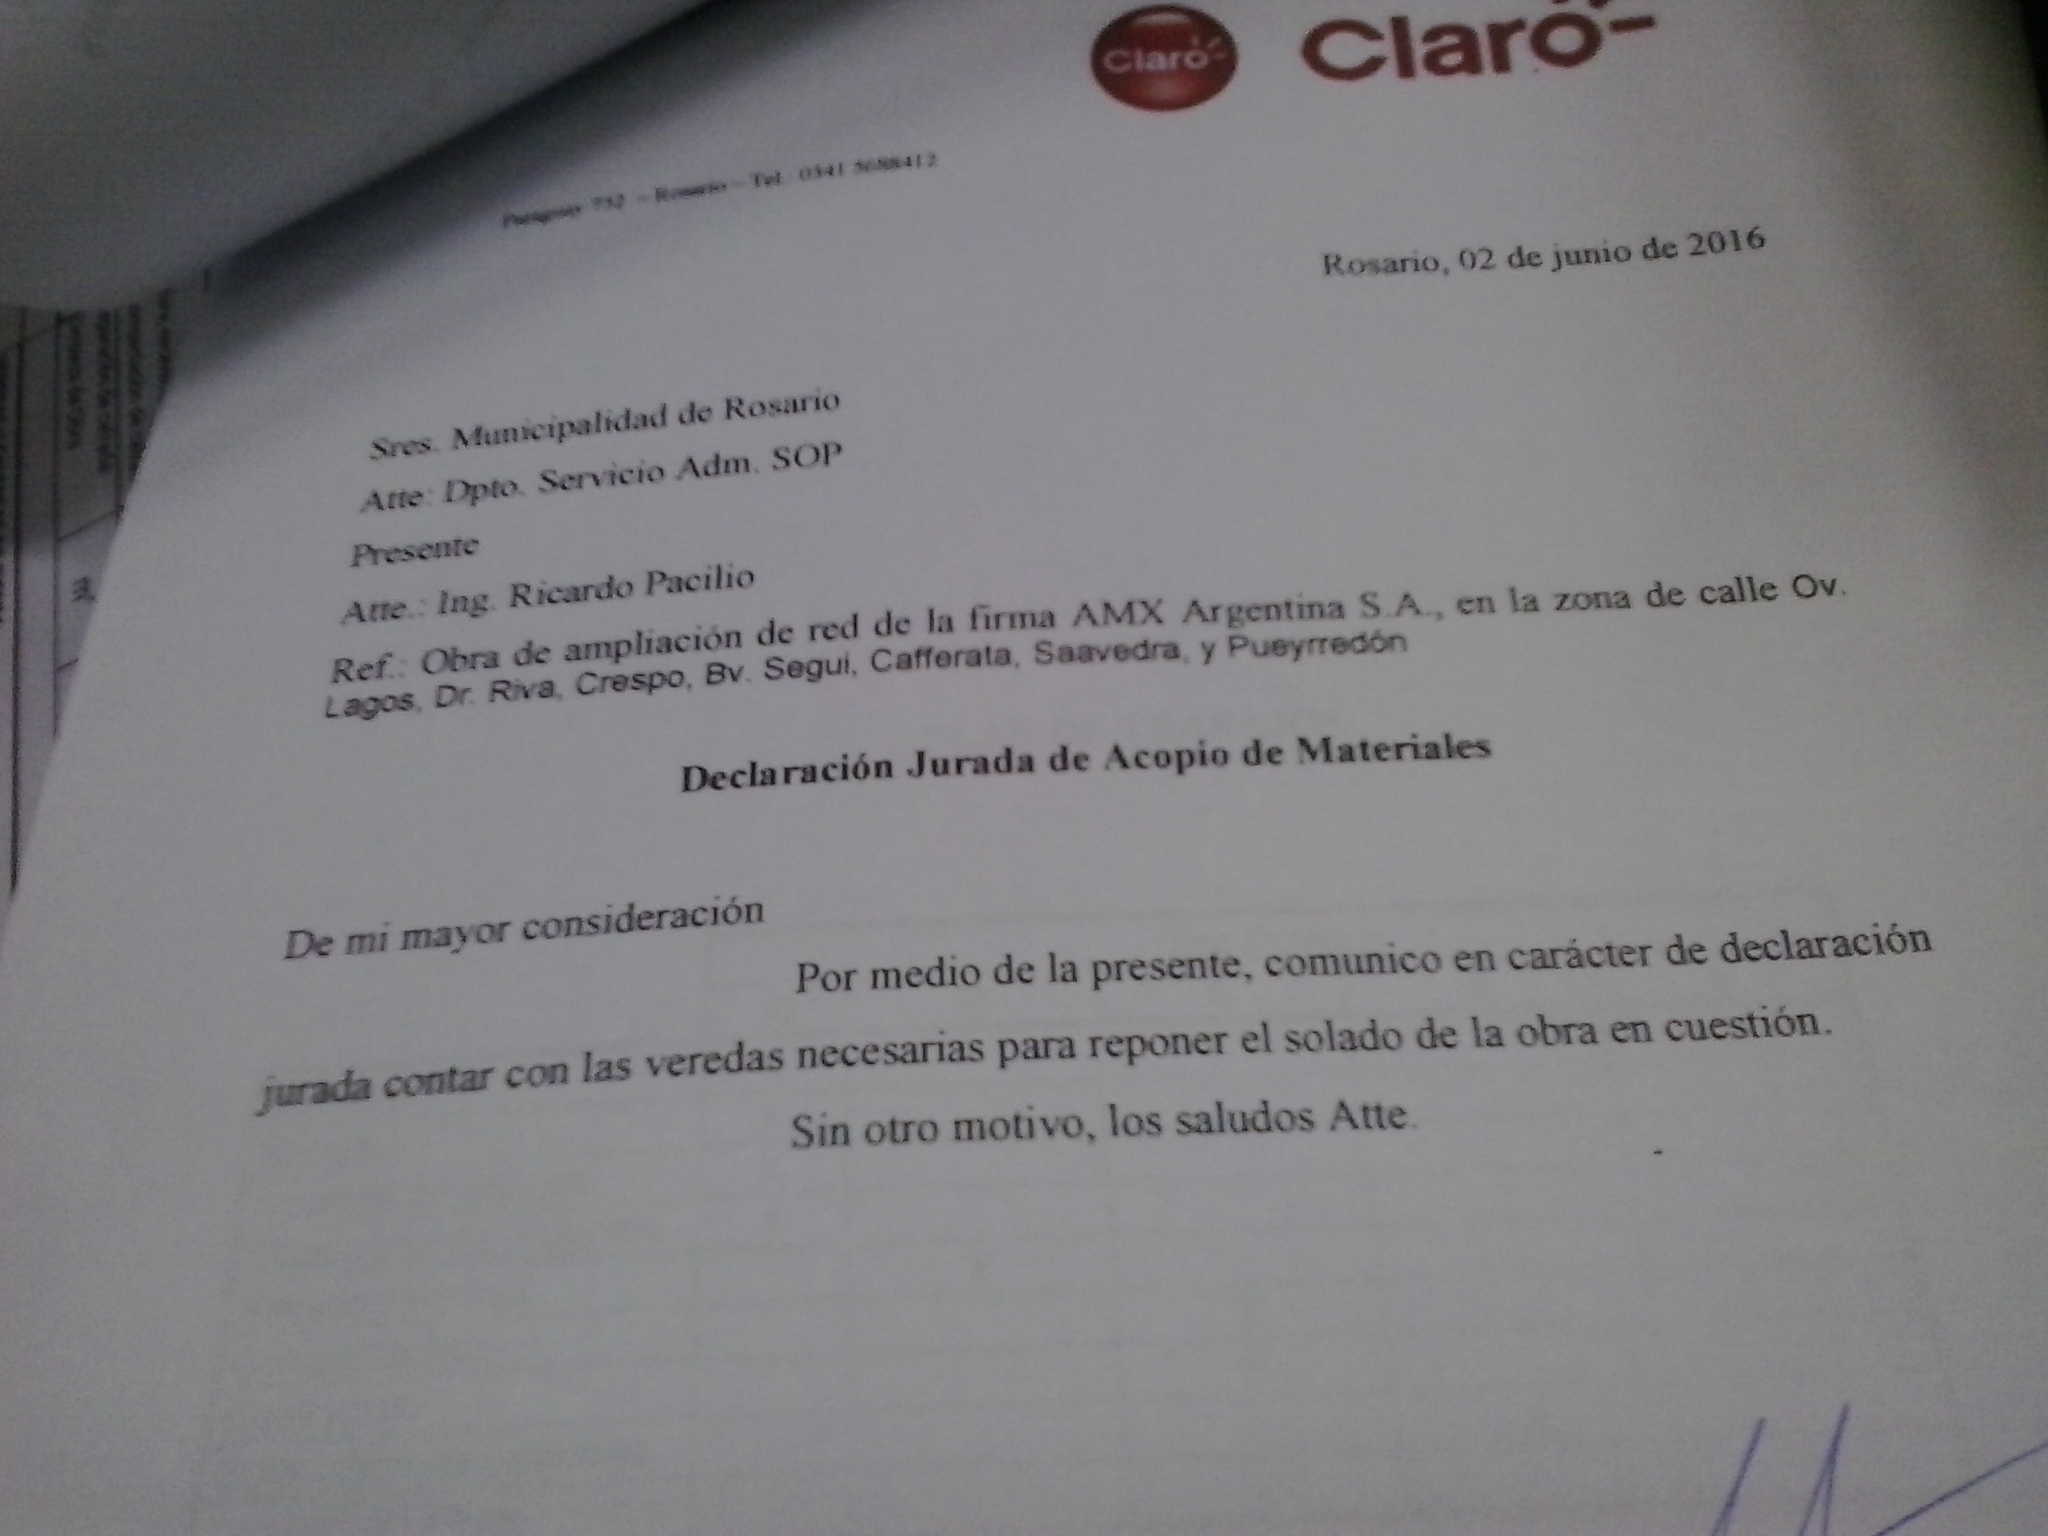 Claro Claro
Paraguay 732 – Rosario – Tel.: 0341 5688412
Rosario, 02 de junio de 2016
Sres. Municipalidad de Rosario
Atte: Dpto. Servicio Adm. SOP
Presente
Atte.: Ing. Ricardo Pacilio
Ref.: Obra de ampliación de red de la firma AMX Argentina S.A., en la zona de calle Ov.
Lagos, Dr. Riva, Crespo, Bv. Segui, Cafferata, Saavedra, y Pueyrredón
Declaración Jurada de Acopio de Materiales
De mi mayor consideración
Por medio de la presente, comunico en carácter de declaración
jurada contar con las veredas necesarias para reponer el solado de la obra en cuestión.
Sin otro motivo, los saludos Atte.